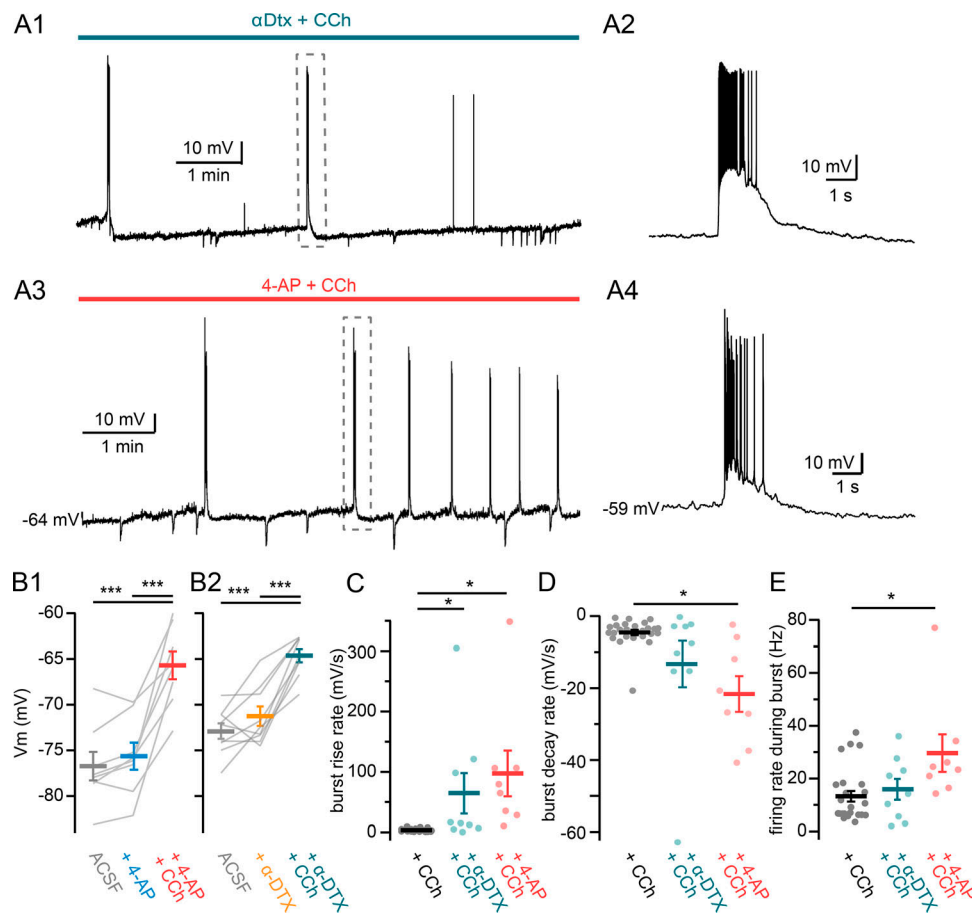 A1
αDtx + CCh
10 mV
1 min
A2
10 mV
1 s
A3
4-AP + CCh
10 mV
1 min
-64 mV
A4
-59 mV
10 mV
1 s
B1
*** ***
Vm (mV)
-60
-65
-70
-75
-80
ACSF
+ 4-AP
+ 4-AP
+ CCh
B2
*** ***
ACSF
+ α-DTX
+ α-DTX
+ CCh
C
*
*
burst rise rate (mV/s)
300
200
100
50
0
+ CCh
+ α-DTX
+ CCh
+ 4-AP
+ CCh
D
*
burst decay rate (mV/s)
0
-20
-40
-60
+ CCh
+ α-DTX
+ CCh
+ 4-AP
+ CCh
E
*
firing rate during burst (Hz)
80
60
40
20
0
+ CCh
+ α-DTX
+ CCh
+ 4-AP
+ CCh